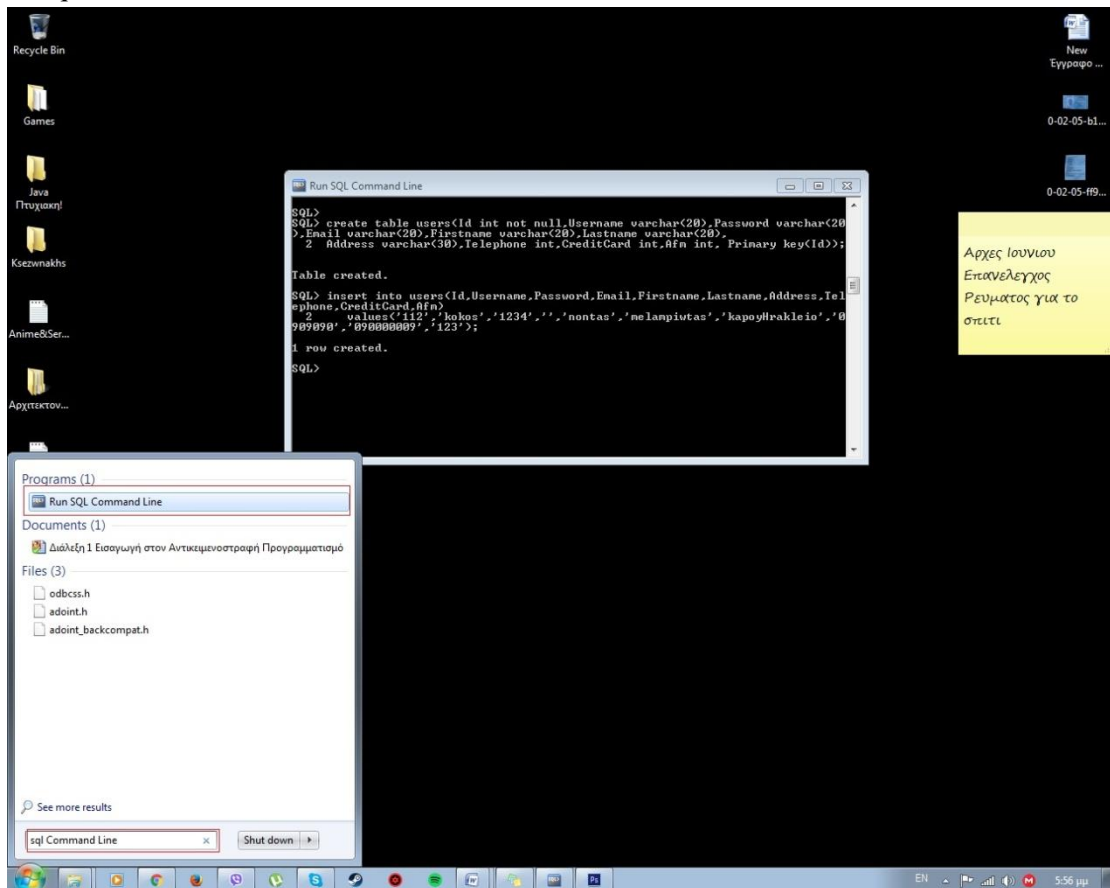 Recycle Bin
Games
Java
Πτυχιακη!
Ksezwnakhs
Anime&Ser...
Αρχιτεκτον...
New
Έγγραφο ...
0-02-05-b1...
0-02-05-ff9...
Αρχες Ιουνιου
Επανελεγχος
Ρευματος για το
σπιτι
Run SQL Command Line
SQL>
SQL> create table users(Id int not null,Username varchar(20),Password varchar(20
),Email varchar(20),Firstname varchar(20),Lastname varchar(20),
2 Address varchar(30),Telephone int,CreditCard int,Afm int, Primary key(Id));
Table created.
SQL> insert into users(Id,Username,Password,Email,Firstname,Lastname,Address,Tel
ephone,CreditCard,Afm)
2 values('112','kokos','1234','','nontas','melampiwtas','kapoyHrakleio','0
909090','090000009','123');
1 row created.
SQL>
Programs (1)
Run SQL Command Line
Documents (1)
Διάλεξη 1 Εισαγωγή στον Αντικειμενοστραφή Προγραμματισμό
Files (3)
odbcss.h
adoint.h
adoint_backcompat.h
See more results
sql Command Line
Shut down
Ps
EN
5:56 μμ